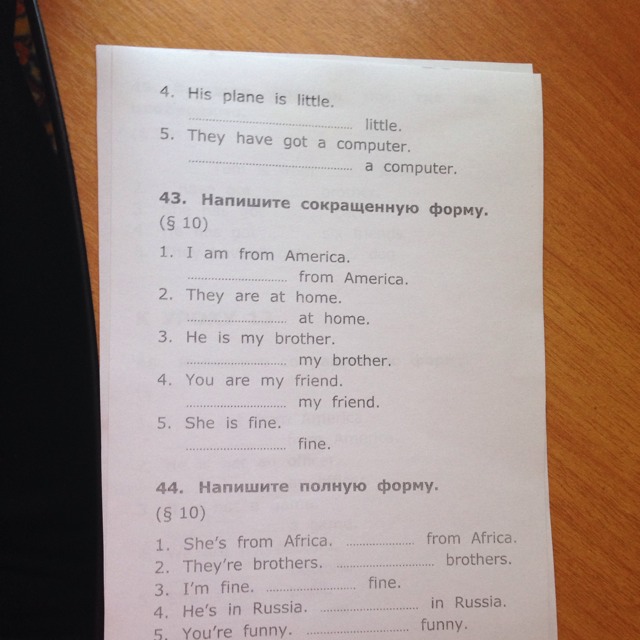 4. His plane is little.
............................................ little.
5. They have got a computer.
............................................ a computer.
43. Напишите сокращенную форму.
(§ 10)
1. I am from America.
.......................... from America.
2. They are at home.
.......................... at home.
3. He is my brother.
.......................... my brother.
4. You are my friend.
.......................... my friend.
5. She is fine.
.......................... fine.
44. Напишите полную форму.
(§ 10)
1. She's from Africa. .................. from Africa.
2. They're brothers. .......................... brothers.
3. I'm fine. ........................ fine.
4. He's in Russia. .......................... in Russia.
5. You're funny. ............................ funny.